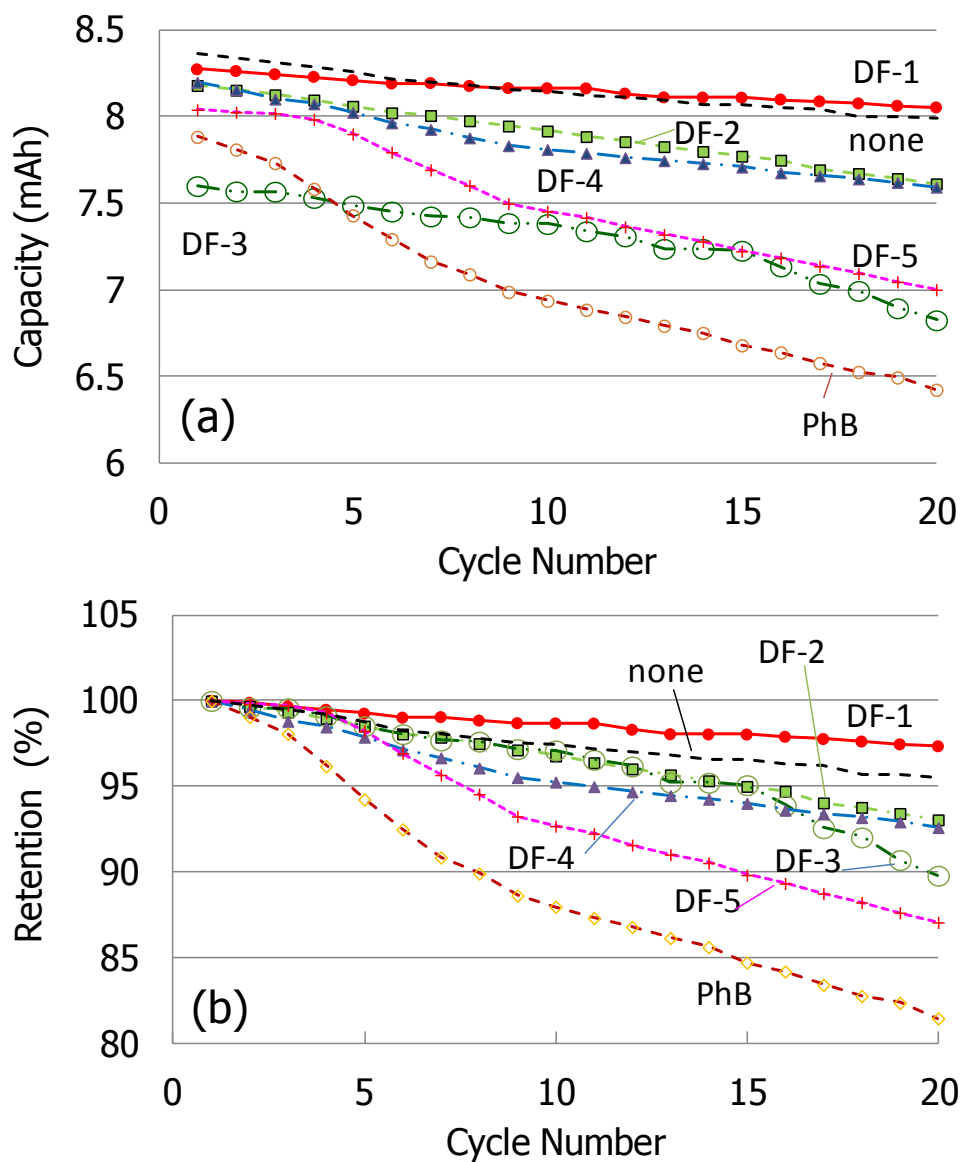 (a)
8.5
8
7.5
7
6.5
6
Capacity (mAh)
DF-1
none
DF-2
DF-4
DF-3
DF-5
PhB
0 5 10 15 20
Cycle Number
105
100
95
90
85
80
Retention (%)
none
DF-2
DF-1
DF-4
DF-3
DF-5
PhB
(b)
0 5 10 15 20
Cycle Number